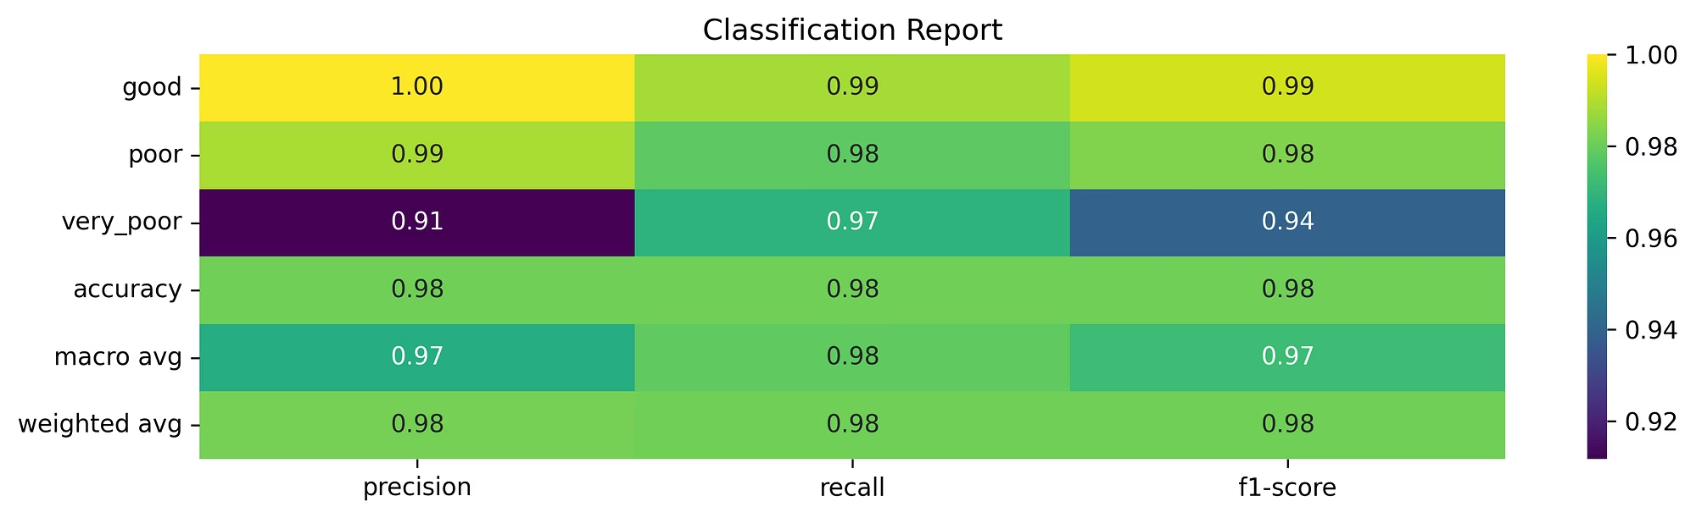 Classification Report
good 1.00 0.99 0.99
poor 0.99 0.98 0.98
very_poor 0.91 0.97 0.94
accuracy 0.98 0.98 0.98
macro avg 0.97 0.98 0.97
weighted avg 0.98 0.98 0.98
precision recall f1-score
1.00
0.98
0.96
0.94
0.92